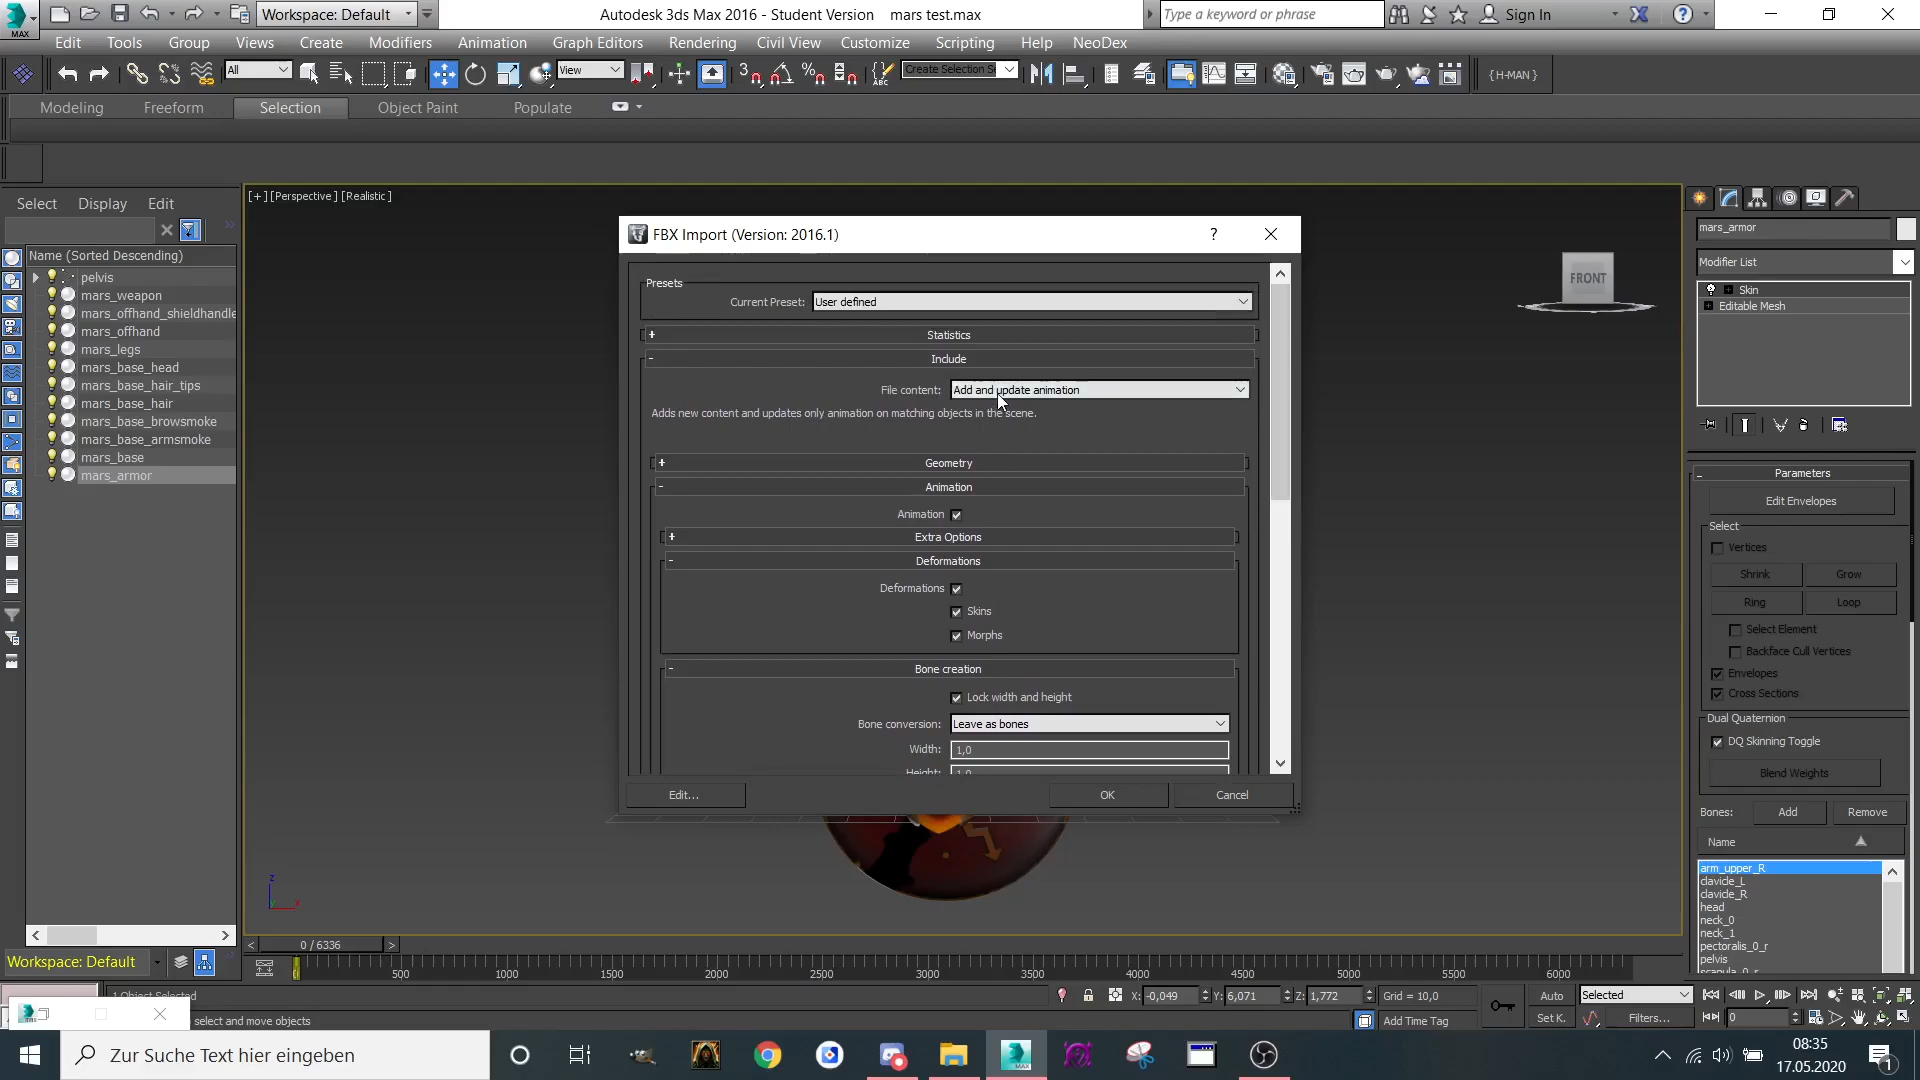 MAX
Workspace: Default
Autodesk 3ds Max 2016 - Student Version    mars test.max
Type a keyword or phrase
Sign In
Edit
Tools
Group
Views
Create
Modifiers
Animation
Graph Editors
Rendering
Civil View
Customize
Scripting
Help
NeoDex
All
View
3
%
ABC
Create Selection S
{H-MAN}
Modeling
Freeform
Selection
Object Paint
Populate
Select
Display
Edit
Name (Sorted Descending)
pelvis
mars_weapon
mars_offhand_shieldhandle
mars_offhand
mars_legs
mars_base_head
mars_base_hair_tips
mars_base_hair
mars_base_browsmoke
mars_base_armsmoke
mars_base
mars_armor
Workspace: Default
[+] [Perspective] [Realistic]
FRONT
z
x
FBX Import (Version: 2016.1)
?
Presets
Current Preset:
User defined
+ Statistics
- Include
File content:
Add and update animation
Adds new content and updates only animation on matching objects in the scene.
+ Geometry
- Animation
Animation
+ Extra Options
- Deformations
Deformations
Skins
Morphs
- Bone creation
Lock width and height
Bone conversion:
Leave as bones
Width:
1,0
Height:
1,0
Edit...
OK
Cancel
mars_armor
Modifier List
Skin
Editable Mesh
- Parameters
Edit Envelopes
Select
Vertices
Shrink
Grow
Ring
Loop
Select Element
Backface Cull Vertices
Envelopes
Cross Sections
Dual Quaternion
DQ Skinning Toggle
Blend Weights
Bones:
Add
Remove
Name
arm_upper_R
clavicle_L
clavicle_R
head
neck_0
neck_1
pectoralis_0_r
pelvis
scapula_0_r
< 0 / 6336 >
500
1000
1500
2000
2500
3000
3500
4000
4500
5000
5500
6000
1 Object Selected
select and move objects
X: -0,049
Y: 6,071
Z: 1,772
Grid = 10,0
Add Time Tag
Auto
Set K.
Selected
Filters...
0
Zur Suche Text hier eingeben
MAX
08:35
17.05.2020
1